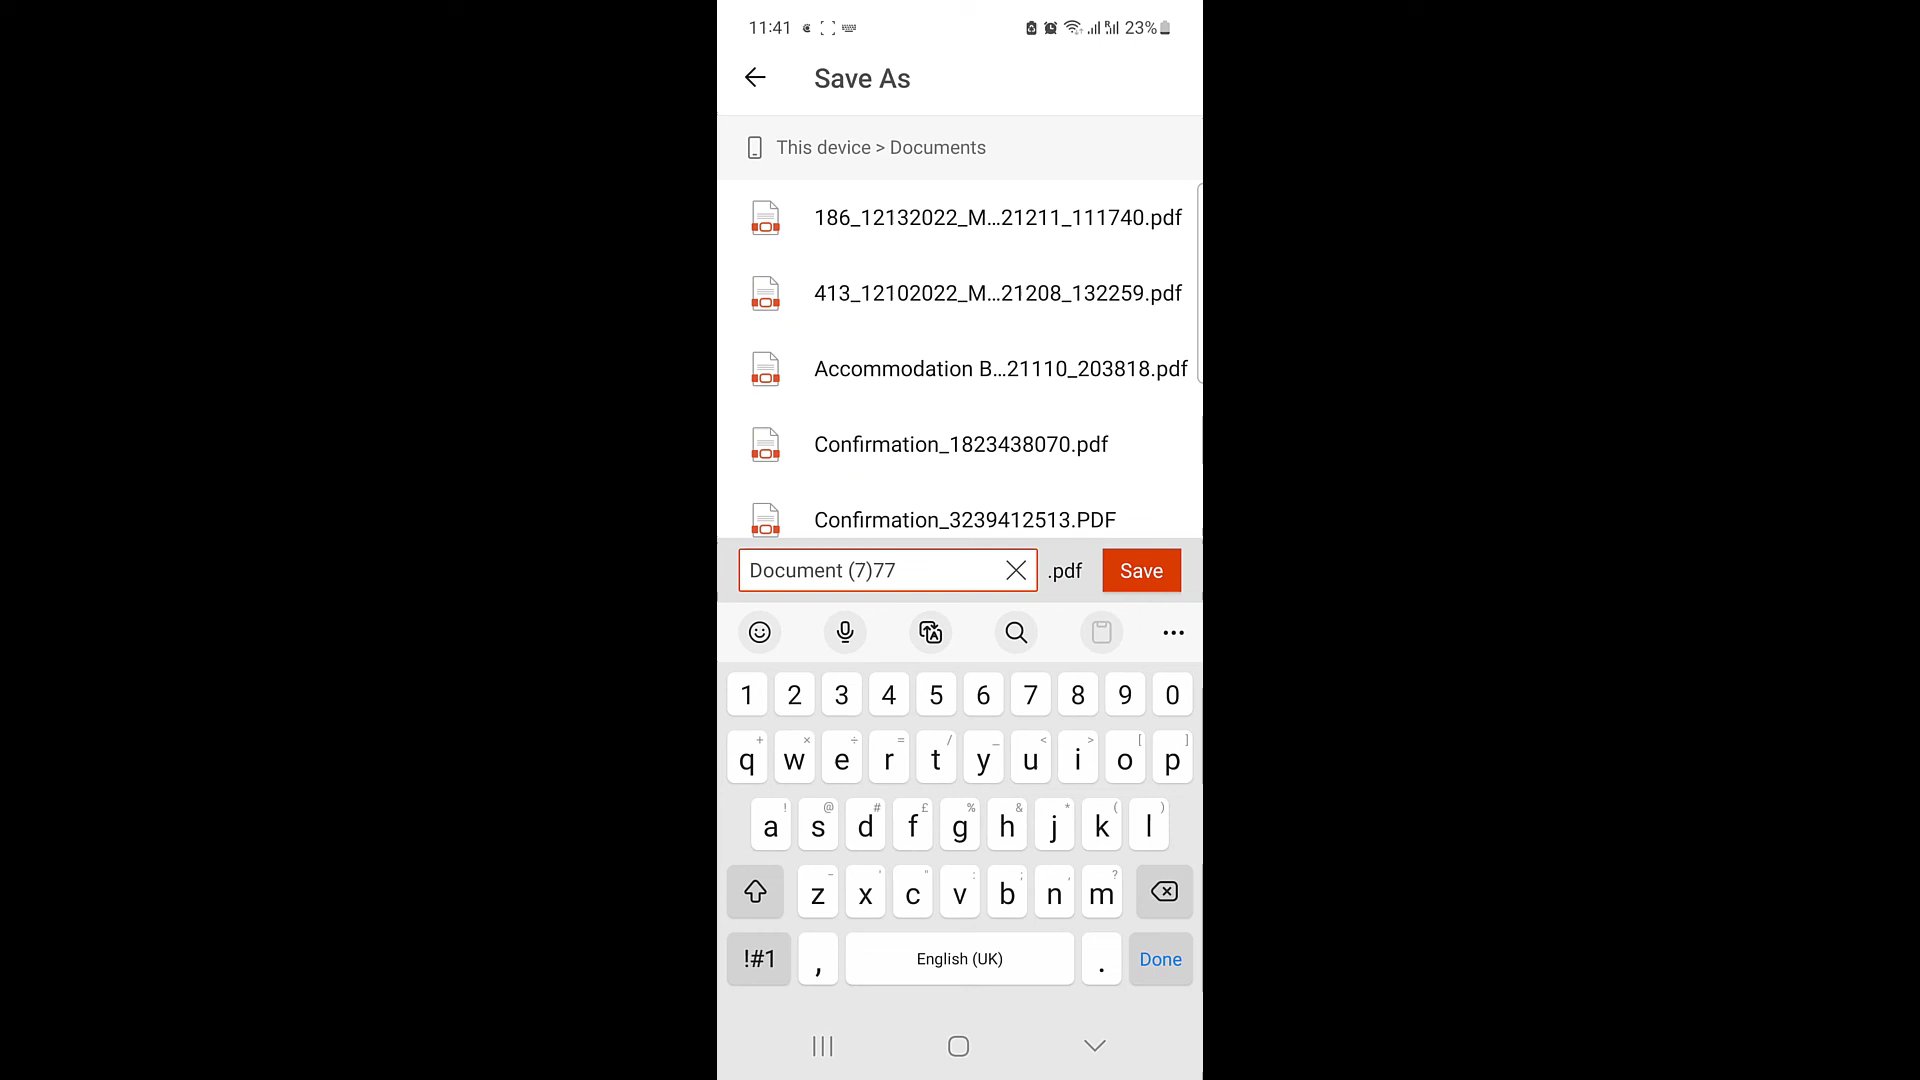 11:41 23%
Save As
This device > Documents
186_12132022_M...21211_111740.pdf
413_12102022_M...21208_132259.pdf
Accommodation B...21110_203818.pdf
Confirmation_1823438070.pdf
Confirmation_3239412513.PDF
Document (7)77 .pdf Save
1 2 3 4 5 6 7 8 9 0
+ × ÷ = / _ < > [ ]
q w e r t y u i o p
! @ # £ % & * ( )
a s d f g h j k l
- ' " : ; , ?
z x c v b n m
!#1 , English (UK) . Done